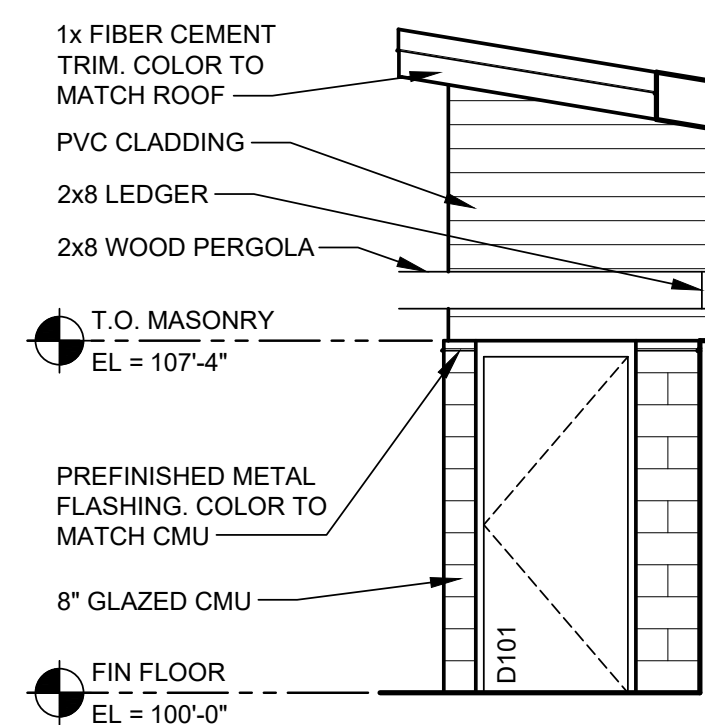 1x FIBER CEMENT
TRIM. COLOR TO
MATCH ROOF
PVC CLADDING
2x8 LEDGER
2x8 WOOD PERGOLA
T.O. MASONRY
EL = 107'-4"
PREFINISHED METAL
FLASHING. COLOR TO
MATCH CMU
8" GLAZED CMU
D101
FIN FLOOR
EL = 100'-0"